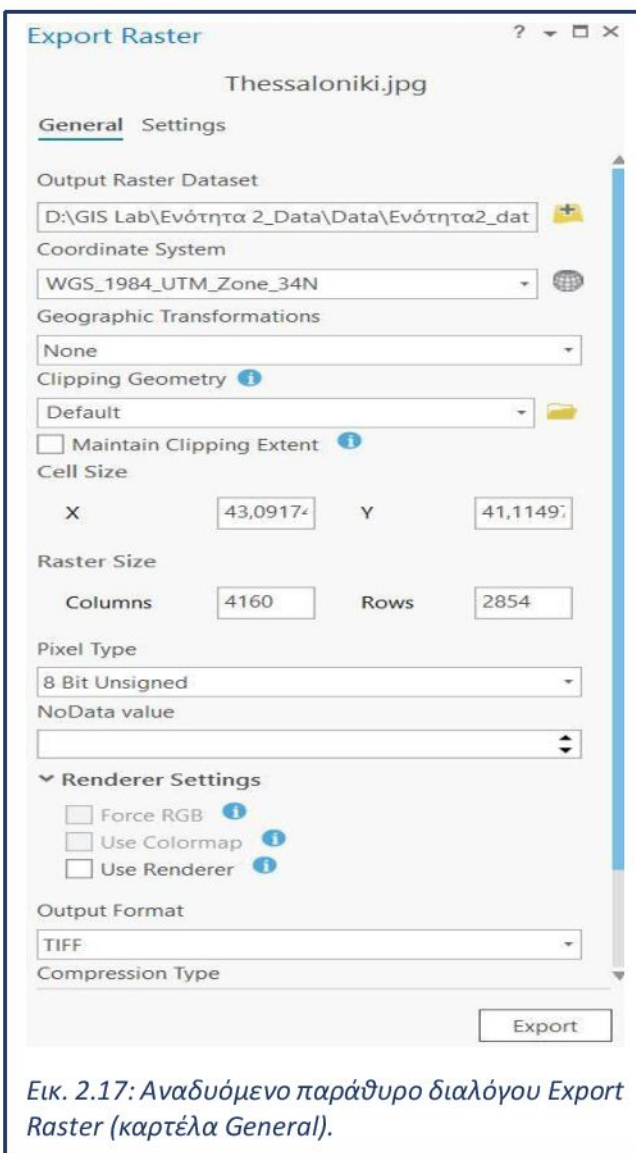 Export Raster
Thessaloniki.jpg
General Settings
Output Raster Dataset
D:\GIS Lab\Ενότητα 2_Data\Data\Ενότητα2_dat
Coordinate System
WGS_1984_UTM_Zone_34N
Geographic Transformations
None
Clipping Geometry
Default
Maintain Clipping Extent
Cell Size
X 43,09174 Y 41,11497
Raster Size
Columns 4160 Rows 2854
Pixel Type
8 Bit Unsigned
NoData value
Renderer Settings
Force RGB
Use Colormap
Use Renderer
Output Format
TIFF
Compression Type
Export
Εικ. 2.17: Αναδυόμενο παράθυρο διαλόγου Export
Raster (καρτέλα General).